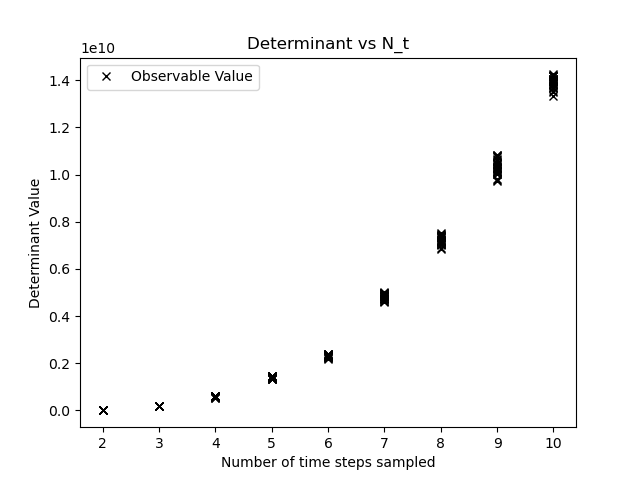 Determinant vs N_t
1e10
Observable Value
1.4
1.2
1.0
0.8
0.6
0.4
0.2
0.0
Determinant Value
2 3 4 5 6 7 8 9 10
Number of time steps sampled